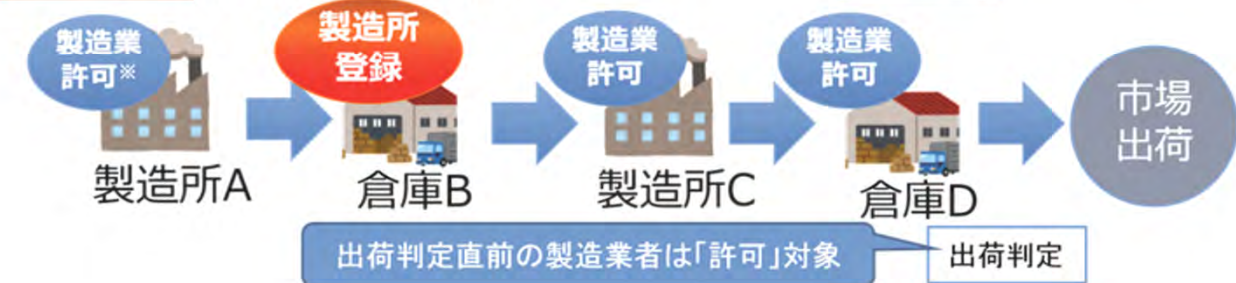 製造業
許可※
製造所
登録
製造業
許可
製造業
許可
市場
出荷
製造所A
倉庫B
製造所C
倉庫D
出荷判定直前の製造業者は「許可」対象
出荷判定